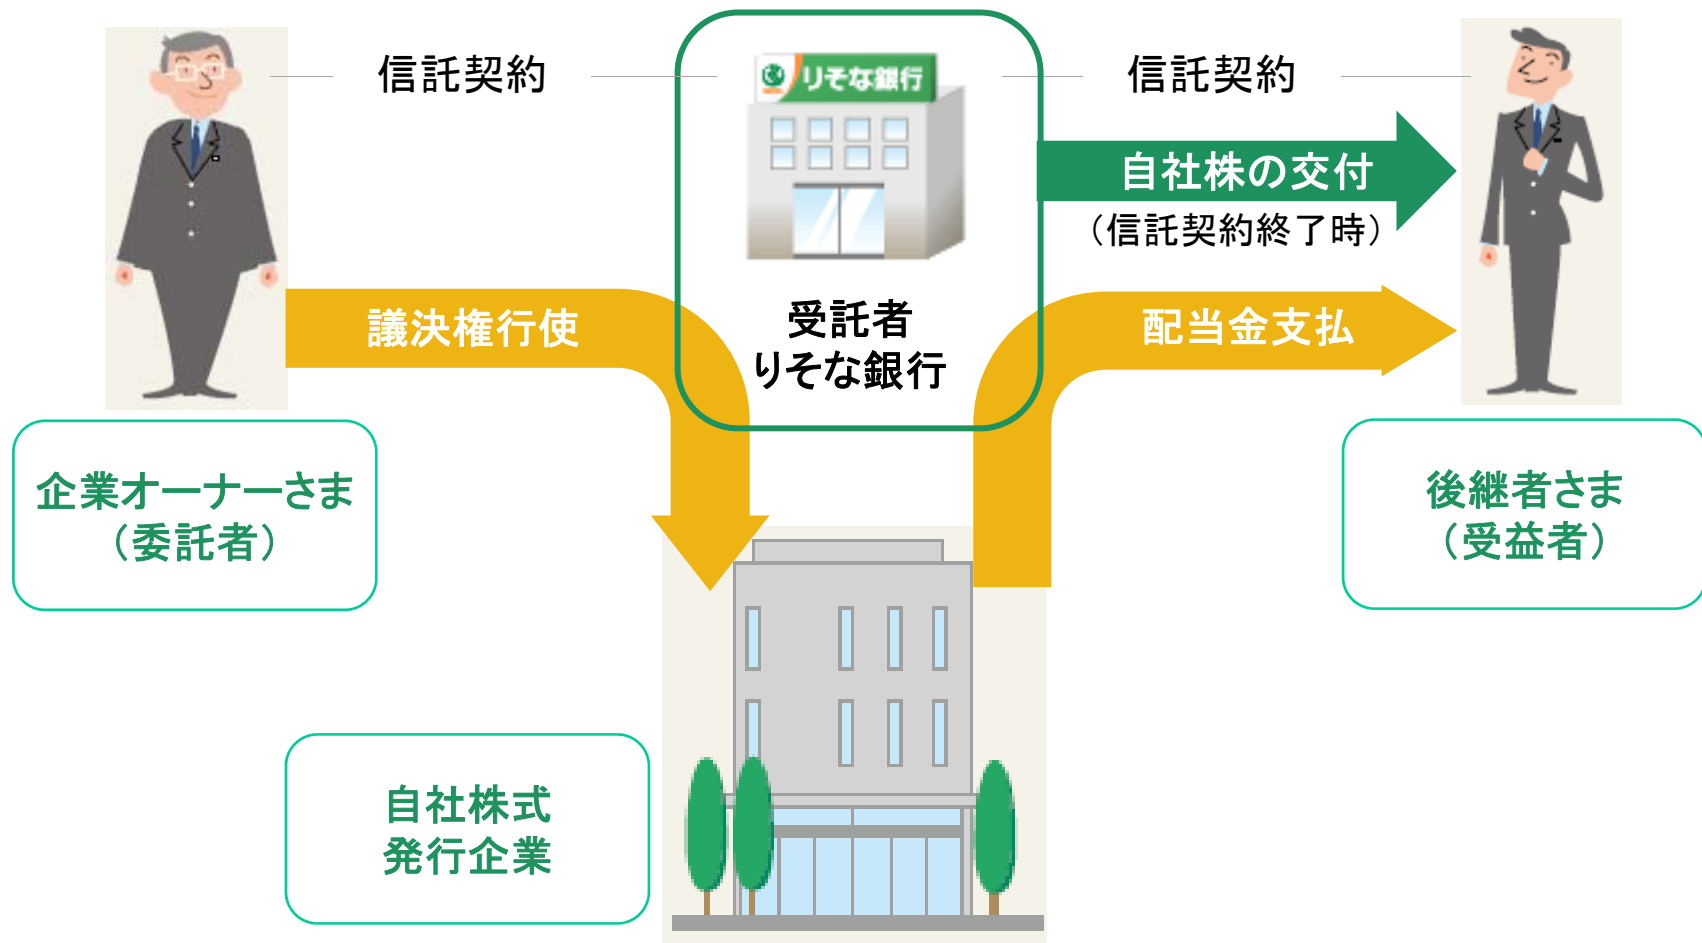 信託契約
りそな銀行
信託契約
自社株の交付
（信託契約終了時）
議決権行使
受託者
りそな銀行
配当金支払
企業オーナーさま
（委託者）
後継者さま
（受益者）
自社株式
発行企業